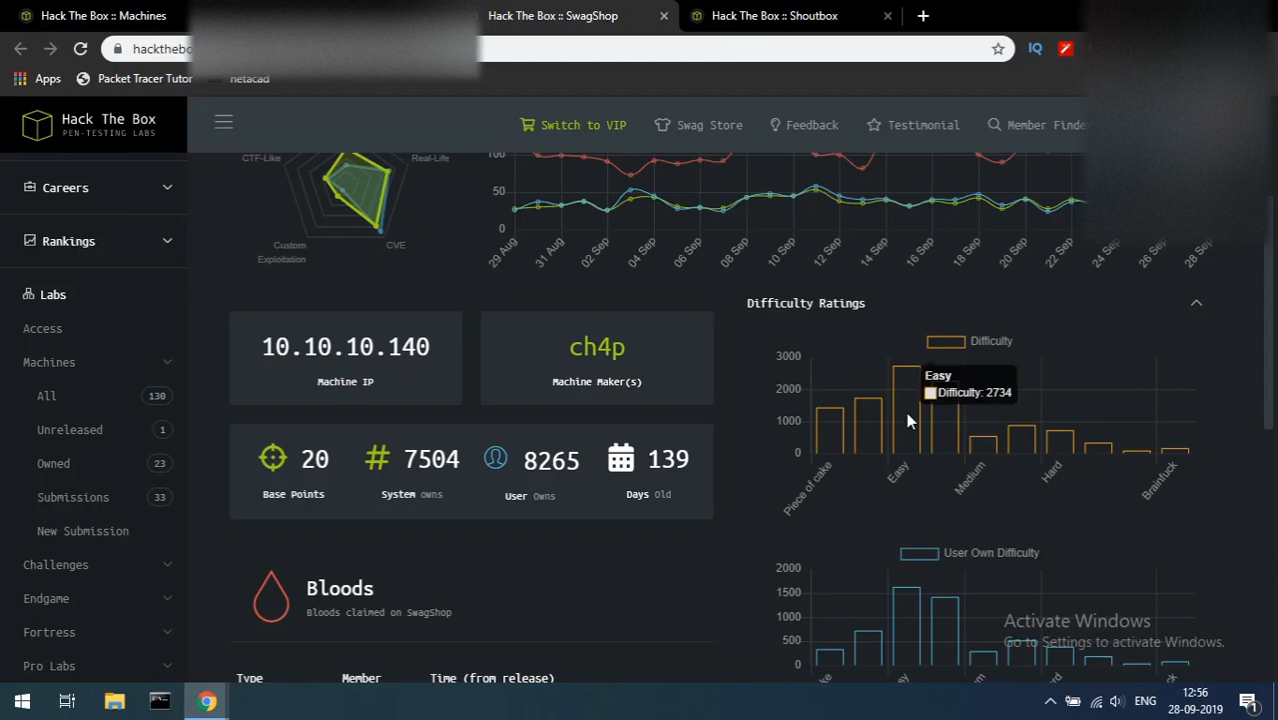 Hack The Box :: Machines
Hack The Box :: SwagShop
Hack The Box :: Shoutbox
hacktheb
IQ
Apps
Packet Tracer Tutor
netacad
Hack The Box
PEN-TESTING LABS
Switch to VIP
Swag Store
Feedback
Testimonial
Member Finde
Careers
Rankings
Labs
Access
Machines
All 130
Unreleased 1
Owned 23
Submissions 33
New Submission
Challenges
Endgame
Fortress
Pro Labs
CTF-Like
Real-Life
Custom
Exploitation
CVE
100
50
0
29 Aug
31 Aug
02 Sep
04 Sep
06 Sep
08 Sep
10 Sep
12 Sep
14 Sep
16 Sep
18 Sep
20 Sep
22 Sep
24 Sep
26 Sep
28 Sep
10.10.10.140
Machine IP
ch4p
Machine Maker(s)
20
Base Points
7504
System owns
8265
User Owns
139
Days old
Bloods
Bloods claimed on SwagShop
Type Member Time (from release)
Difficulty Ratings
Difficulty
3000
2000
1000
0
Easy
Difficulty: 2734
Piece of cake
Easy
Medium
Hard
Brainfuck
User Own Difficulty
2000
1500
1000
500
0
Activate Windows
Go to Settings to activate Windows.
ENG
12:56
28-09-2019
1